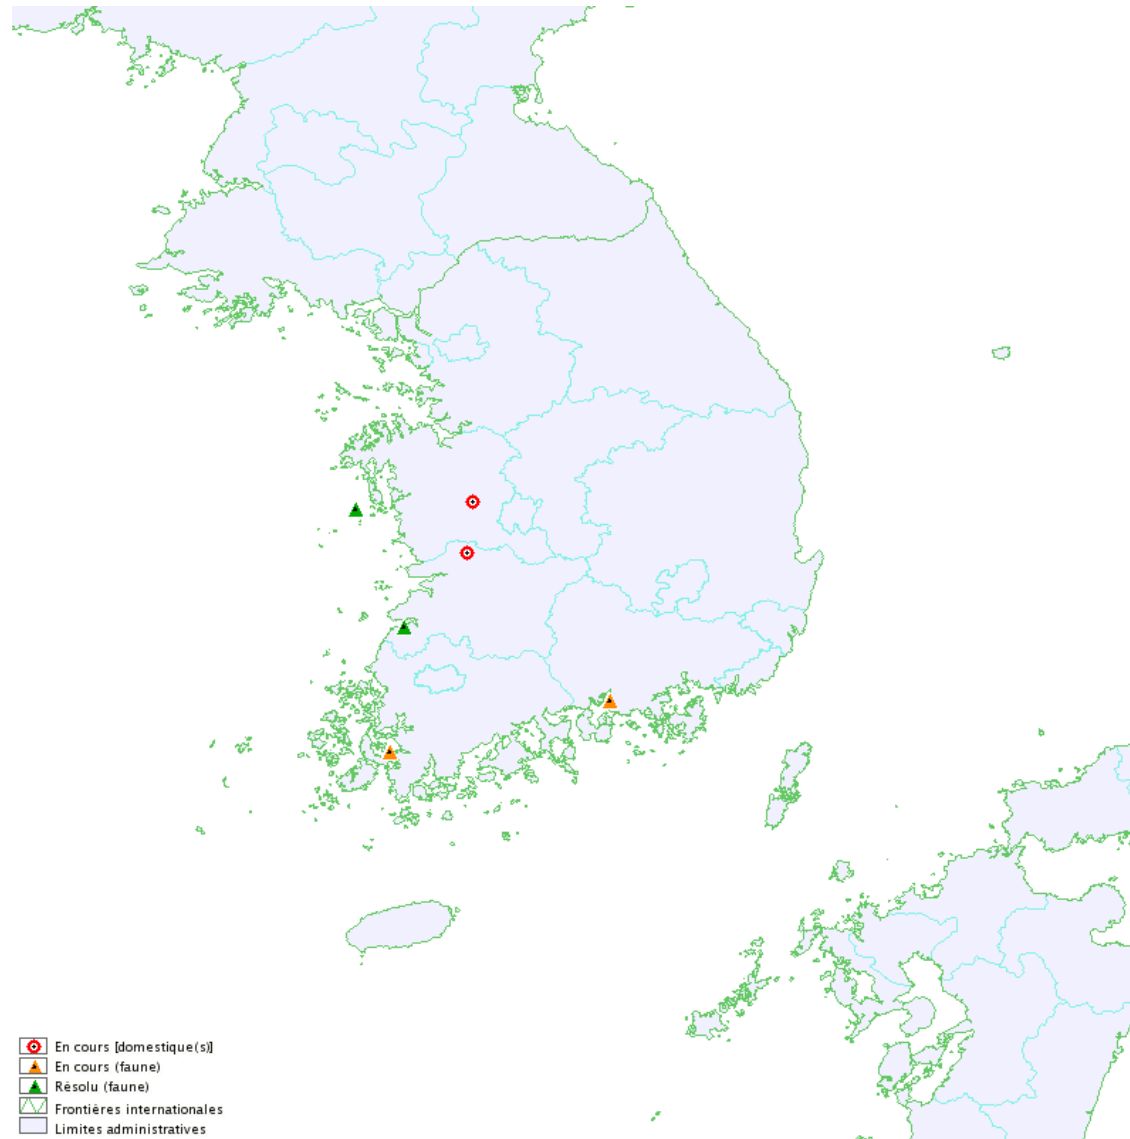 En cours [domestique(s)]
En cours (faune)
Résolu (faune)
Frontières internationales
Limites administratives